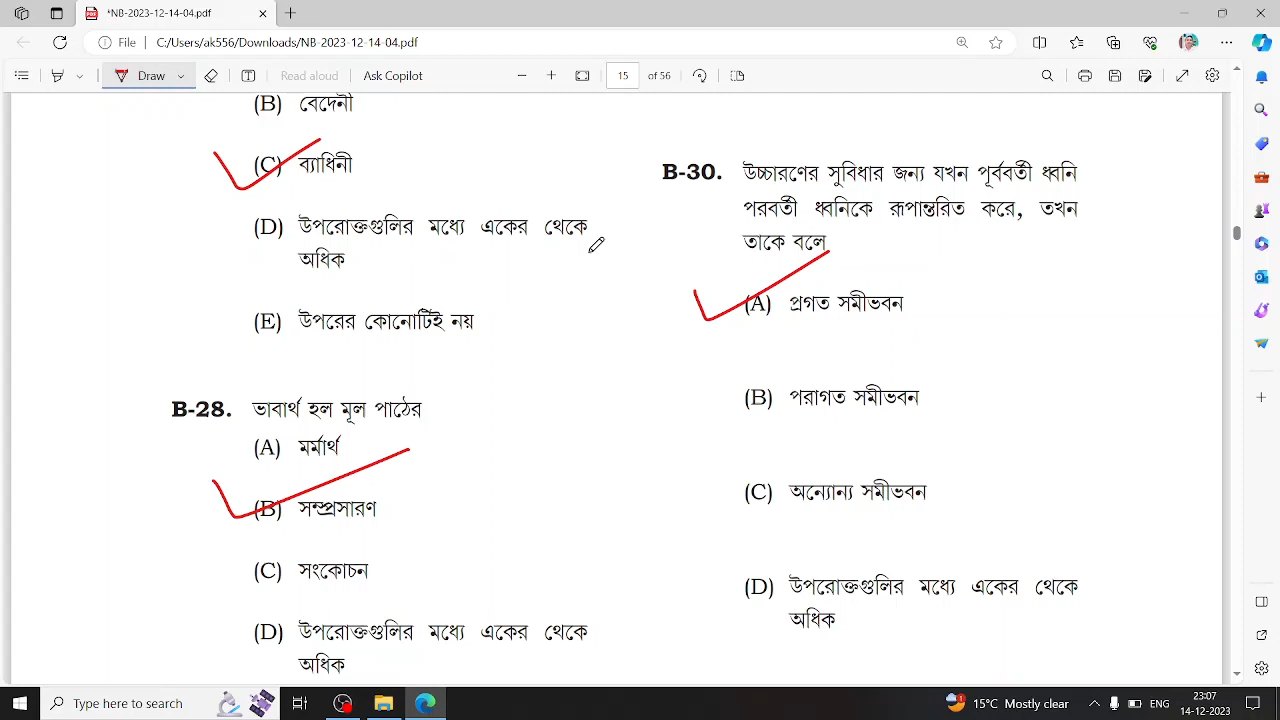 *NB-2023-12-14-04.pdf
File C:/Users/ak556/Downloads/NB-2023-12-14-04.pdf
Draw Read aloud Ask Copilot 15 of 56
(B) বেদেনী
(C) ব্যাধিনী
(D) উপরোক্তগুলির মধ্যে একের থেকে
অধিক
(E) উপরের কোনোটিই নয়
B-28. ভাবার্থ হল মূল পাঠের
(A) মর্মার্থ
(B) সম্প্রসারণ
(C) সংকোচন
(D) উপরোক্তগুলির মধ্যে একের থেকে
অধিক
B-30. উচ্চারণের সুবিধার জন্য যখন পূর্ববর্তী ধ্বনি
পরবর্তী ধ্বনিকে রূপান্তরিত করে, তখন
তাকে বলে
(A) প্রগত সমীভবন
(B) পরাগত সমীভবন
(C) অন্যোন্য সমীভবন
(D) উপরোক্তগুলির মধ্যে একের থেকে
অধিক
Type here to search 15°C Mostly clear ENG 23:07
14-12-2023